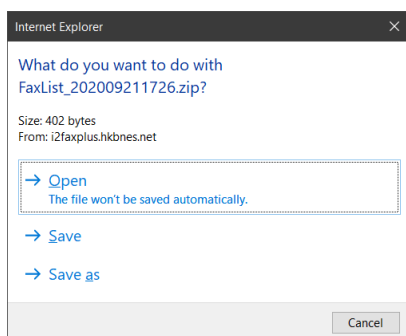 Internet Explorer
What do you want to do with
FaxList_202009211726.zip?
Size: 402 bytes
From: i2faxplus.hkbnes.net
Open
The file won't be saved automatically.
Save
Save as
Cancel